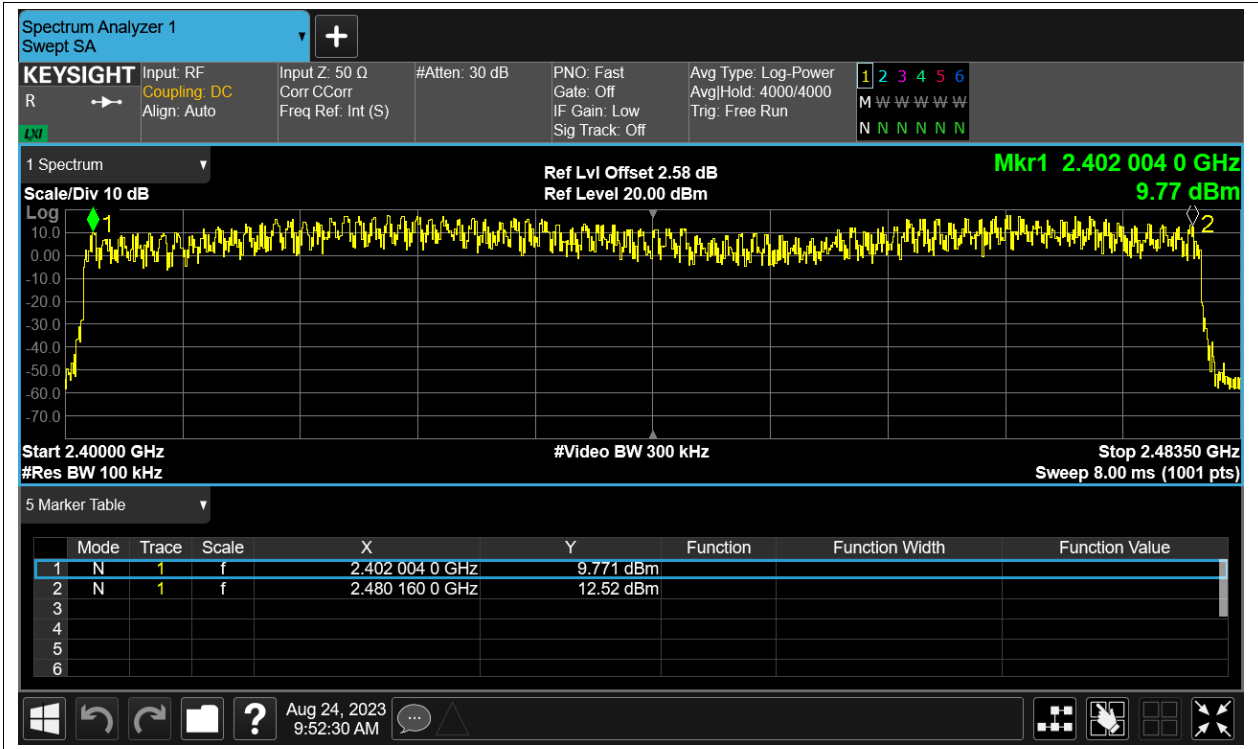 Spectrum Analyzer 1
Swept SA
KEYSIGHT
R
LXI
Input: RF
Coupling: DC
Align: Auto
Input Z: 50 Ω
Corr CCorr
Freq Ref: Int (S)
#Atten: 30 dB
PNO: Fast
Gate: Off
IF Gain: Low
Sig Track: Off
Avg Type: Log-Power
Avg|Hold: 4000/4000
Trig: Free Run
1 2 3 4 5 6
M W W W W W
N N N N N N
1 Spectrum
Scale/Div 10 dB
Ref Lvl Offset 2.58 dB
Ref Level 20.00 dBm
Mkr1 2.402 004 0 GHz
9.77 dBm
Log
1
2
10.0
0.00
-10.0
-20.0
-30.0
-40.0
-50.0
-60.0
-70.0
Start 2.40000 GHz
#Res BW 100 kHz
#Video BW 300 kHz
Stop 2.48350 GHz
Sweep 8.00 ms (1001 pts)
5 Marker Table
Mode Trace Scale X Y Function Function Width Function Value
1 N 1 f 2.402 004 0 GHz 9.771 dBm
2 N 1 f 2.480 160 0 GHz 12.52 dBm
3
4
5
6
?
Aug 24, 2023
9:52:30 AM